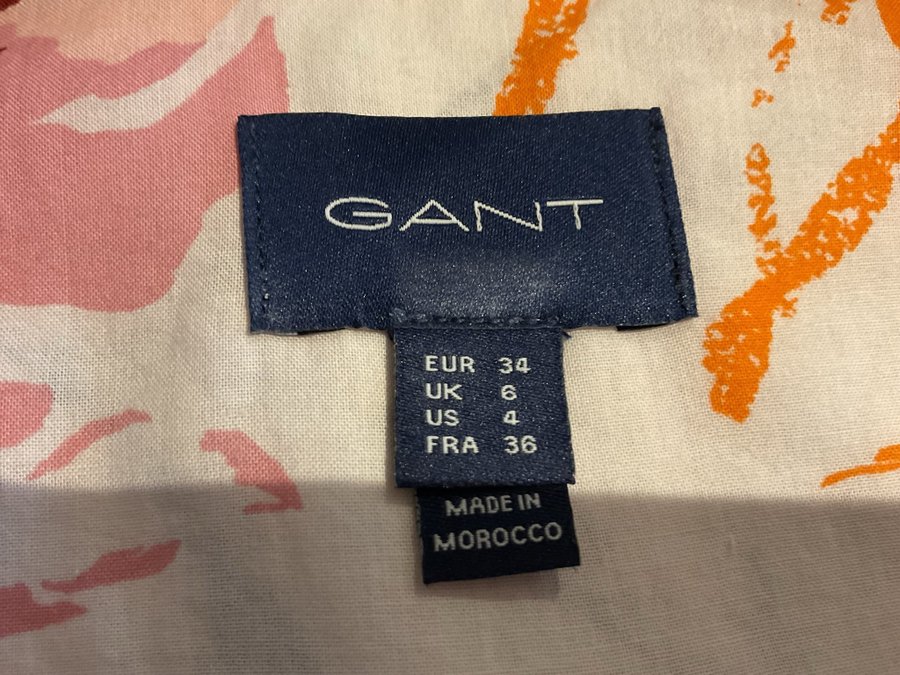 GANT
EUR 34
UK 6
US 4
FRA 36
MADE IN
MOROCCO